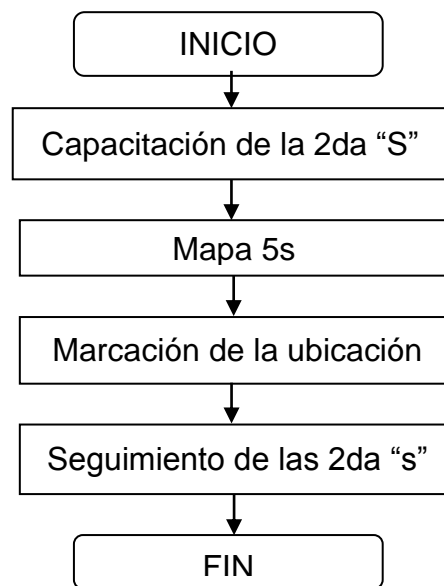 INICIO
Capacitación de la 2da “S”
Mapa 5s
Marcación de la ubicación
Seguimiento de las 2da “s”
FIN